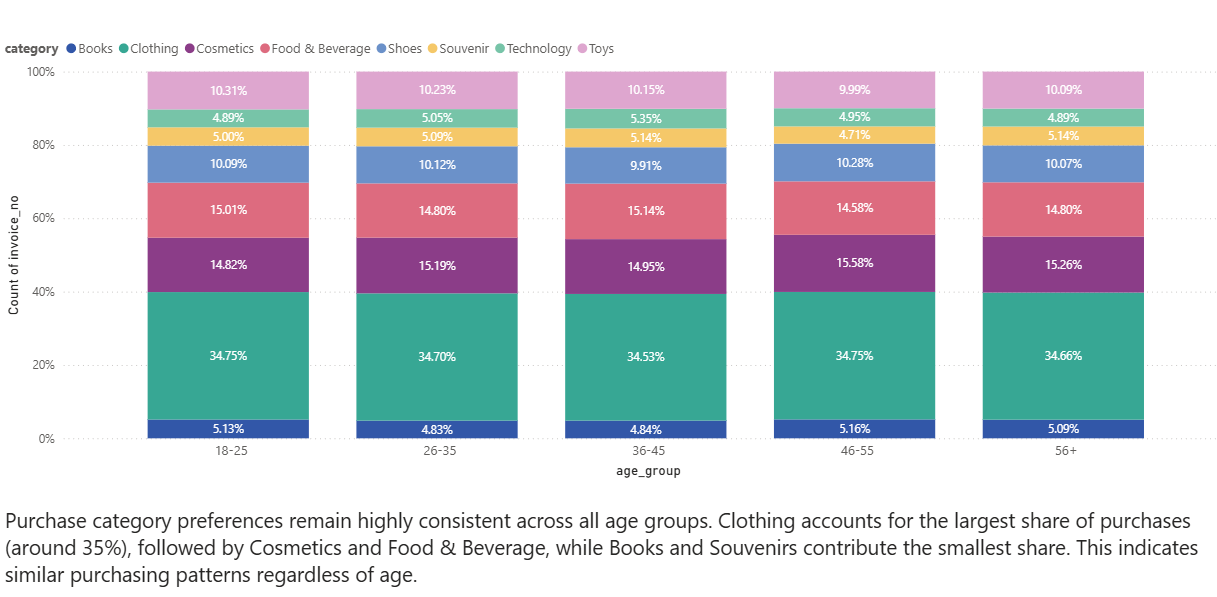 category Books Clothing Cosmetics Food & Beverage Shoes Souvenir Technology Toys
100%
80%
60%
40%
20%
0%
Count of invoice_no
10.31% 10.23% 10.15% 9.99% 10.09%
4.89% 5.05% 5.35% 4.95% 4.89%
5.00% 5.09% 5.14% 4.71% 5.14%
10.09% 10.12% 9.91% 10.28% 10.07%
15.01% 14.80% 15.14% 14.58% 14.80%
14.82% 15.19% 14.95% 15.58% 15.26%
34.75% 34.70% 34.53% 34.75% 34.66%
5.13% 4.83% 4.84% 5.16% 5.09%
18-25 26-35 36-45 46-55 56+
age_group
Purchase category preferences remain highly consistent across all age groups. Clothing accounts for the largest share of purchases
(around 35%), followed by Cosmetics and Food & Beverage, while Books and Souvenirs contribute the smallest share. This indicates
similar purchasing patterns regardless of age.